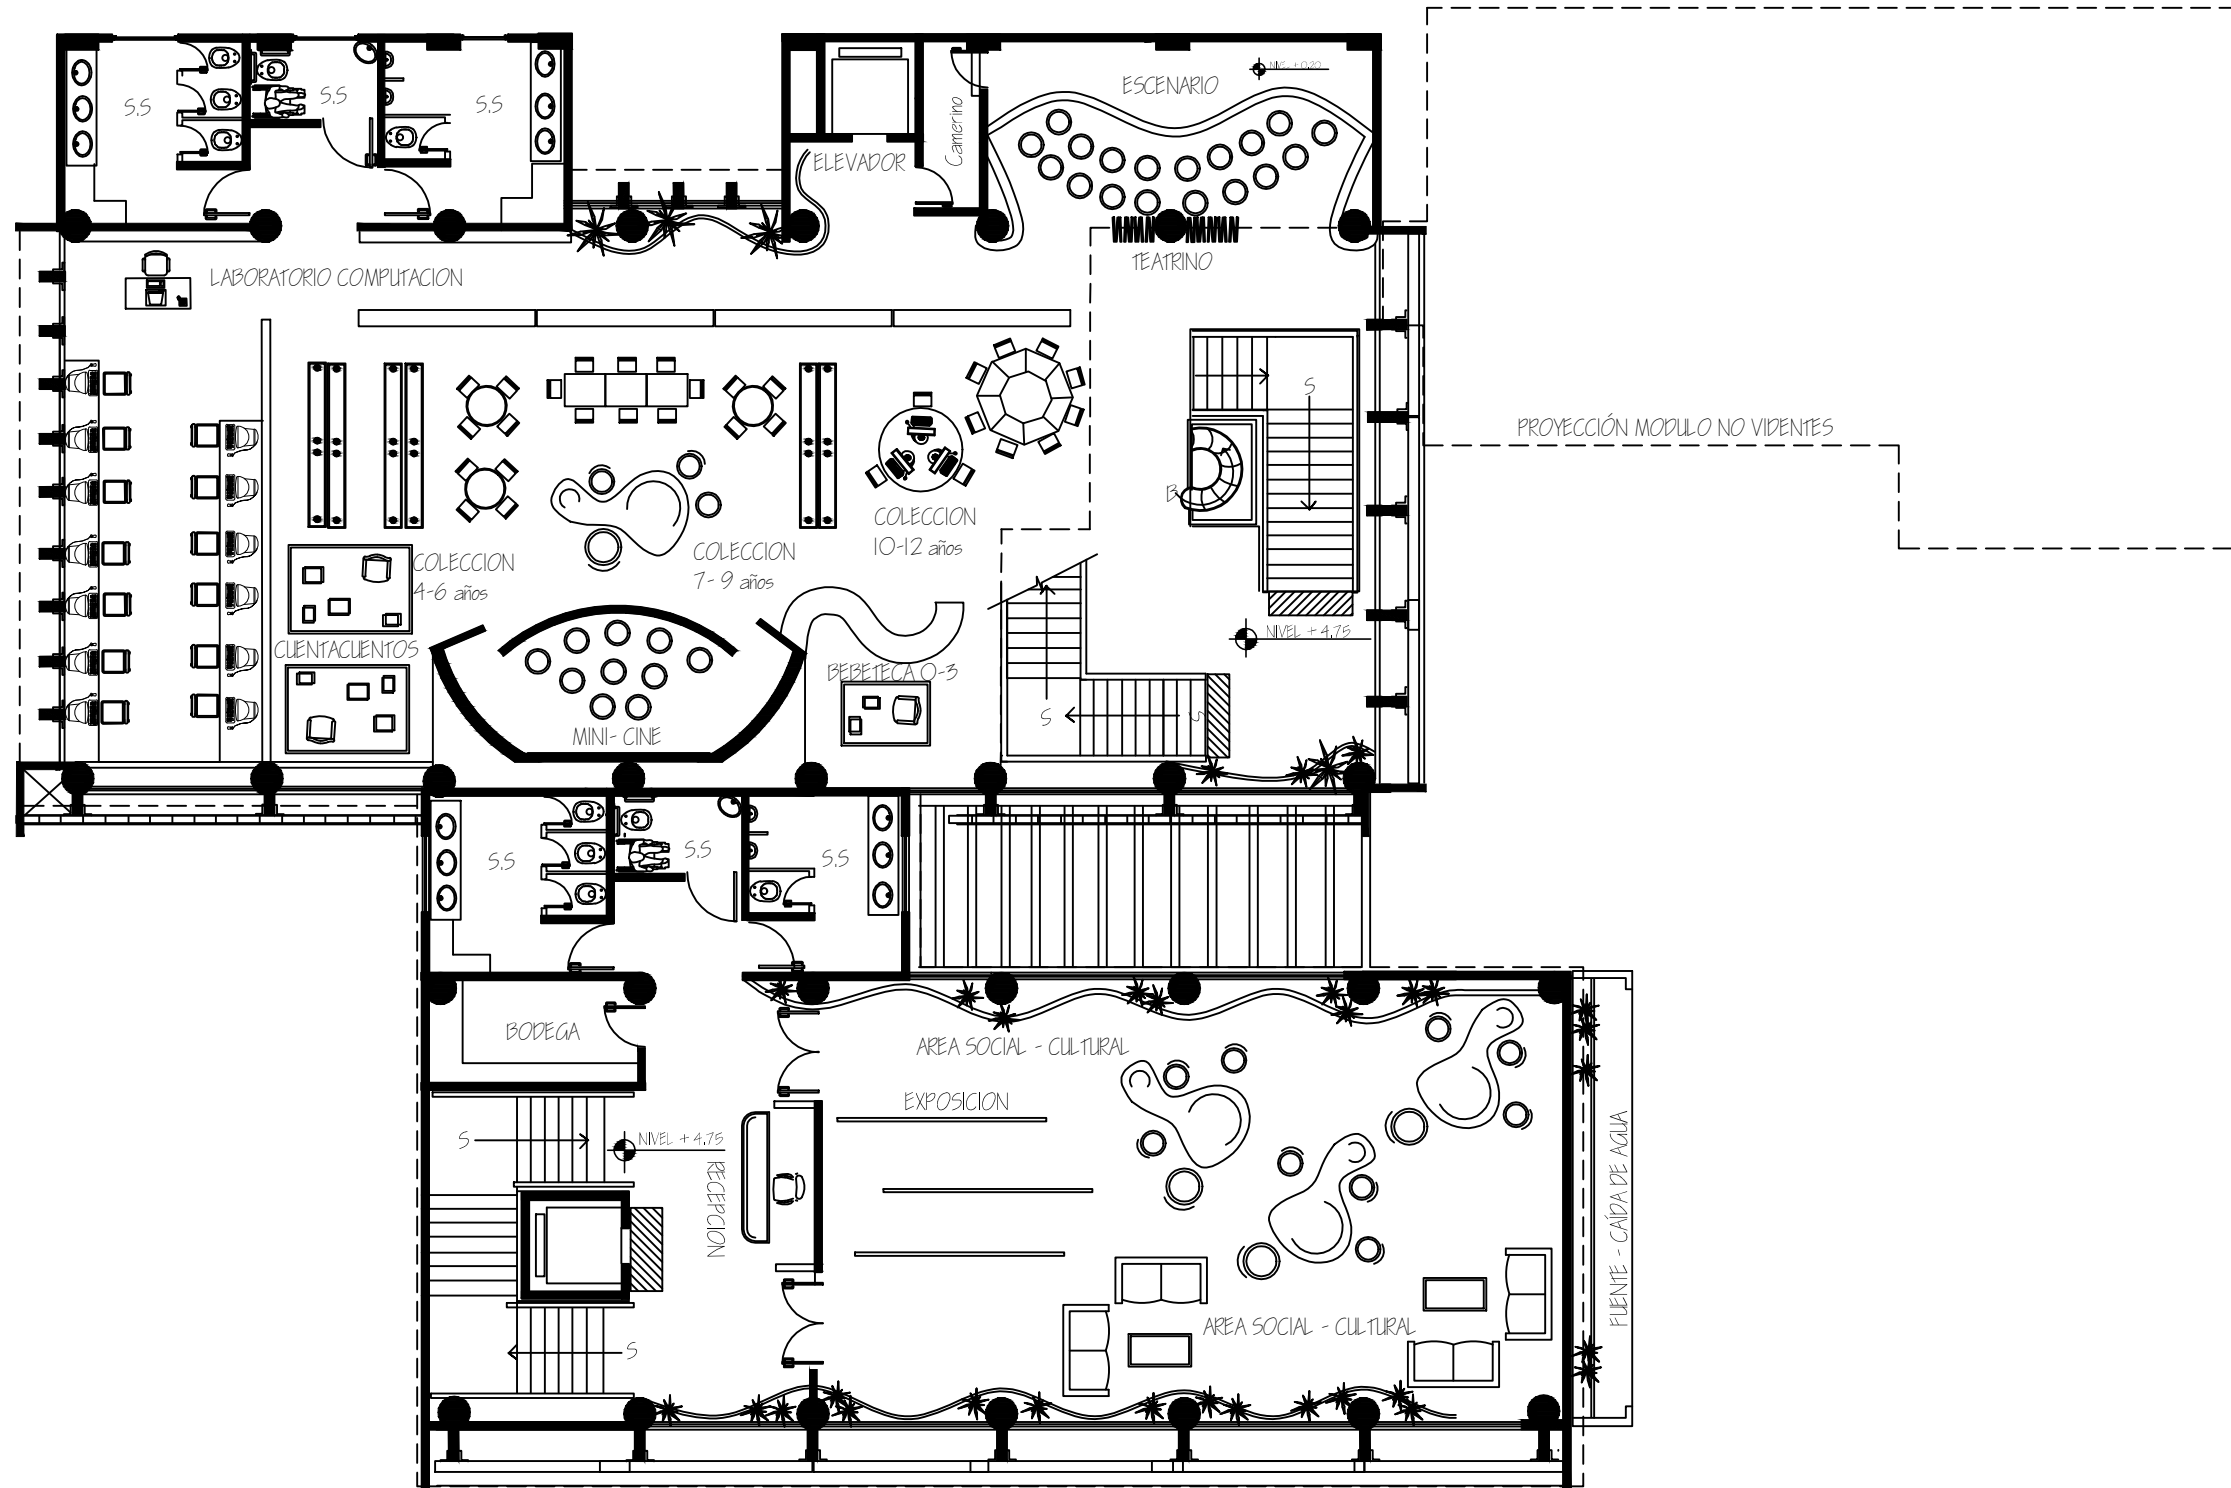 NIVEL +0.20
ESCENARIO
S.S
S.S
S.S
Camerino
ELEVADOR
TEATRINO
LABORATORIO COMPUTACION
S
PROYECCIÓN MODULO NO VIDENTES
B
COLECCION
10-12 años
COLECCION
7-9 años
COLECCION
4-6 años
CUENTACUENTOS
NIVEL +4.75
BEBETECA 0-3
N
S
S
MINI- CINE
S.S
S.S
S.S
BODEGA
AREA SOCIAL - CULTURAL
EXPOSICION
S
NIVEL +4.75
RECEPCION
FUENTE - CAÍDA DE AGUA
AREA SOCIAL - CULTURAL
S